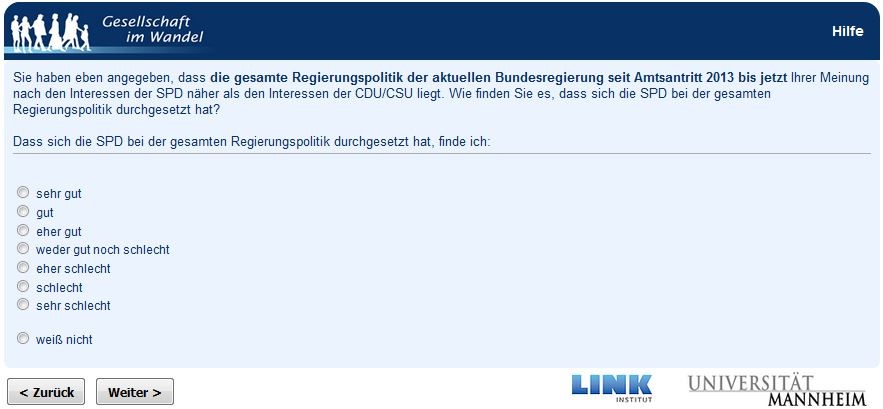 Gesellschaft
im Wandel
Hilfe
Sie haben eben angegeben, dass die gesamte Regierungspolitik der aktuellen Bundesregierung seit Amtsantritt 2013 bis jetzt Ihrer Meinung
nach den Interessen der SPD näher als den Interessen der CDU/CSU liegt. Wie finden Sie es, dass sich die SPD bei der gesamten
Regierungspolitik durchgesetzt hat?
Dass sich die SPD bei der gesamten Regierungspolitik durchgesetzt hat, finde ich:
sehr gut
gut
eher gut
weder gut noch schlecht
eher schlecht
schlecht
sehr schlecht
weiß nicht
< Zurück
Weiter >
LINK
INSTITUT
UNIVERSITÄT
MANNHEIM